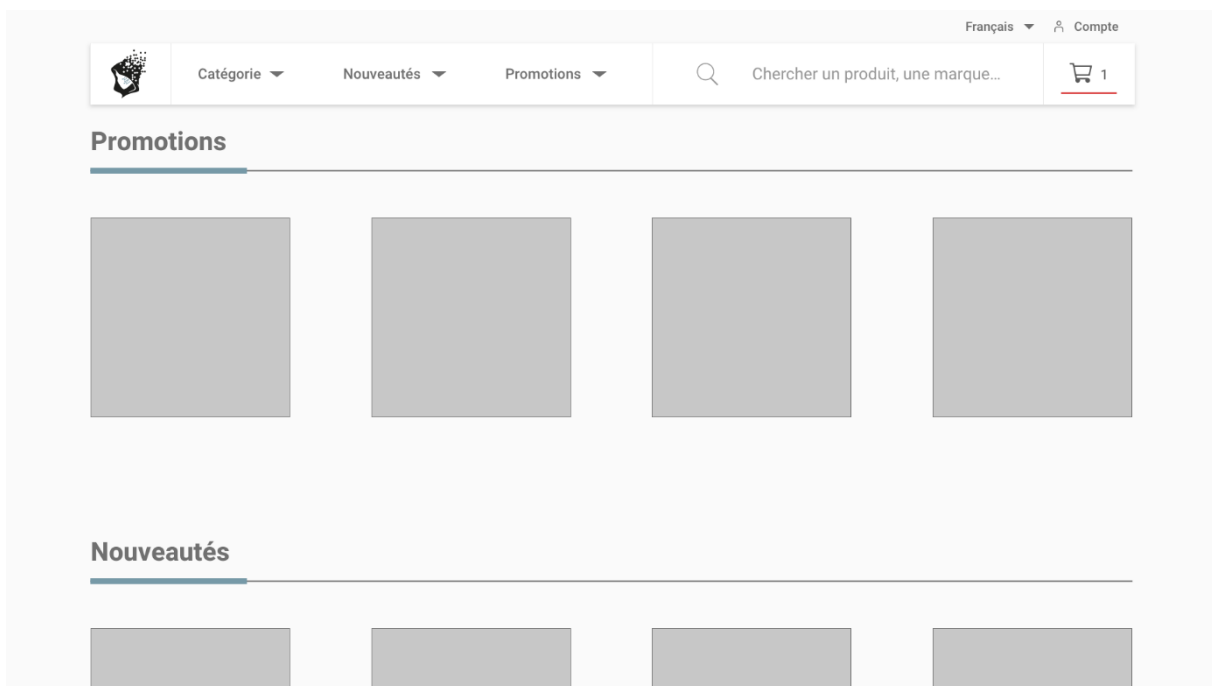 Français Compte
Catégorie Nouveautés Promotions Chercher un produit, une marque... 1
Promotions
Nouveautés